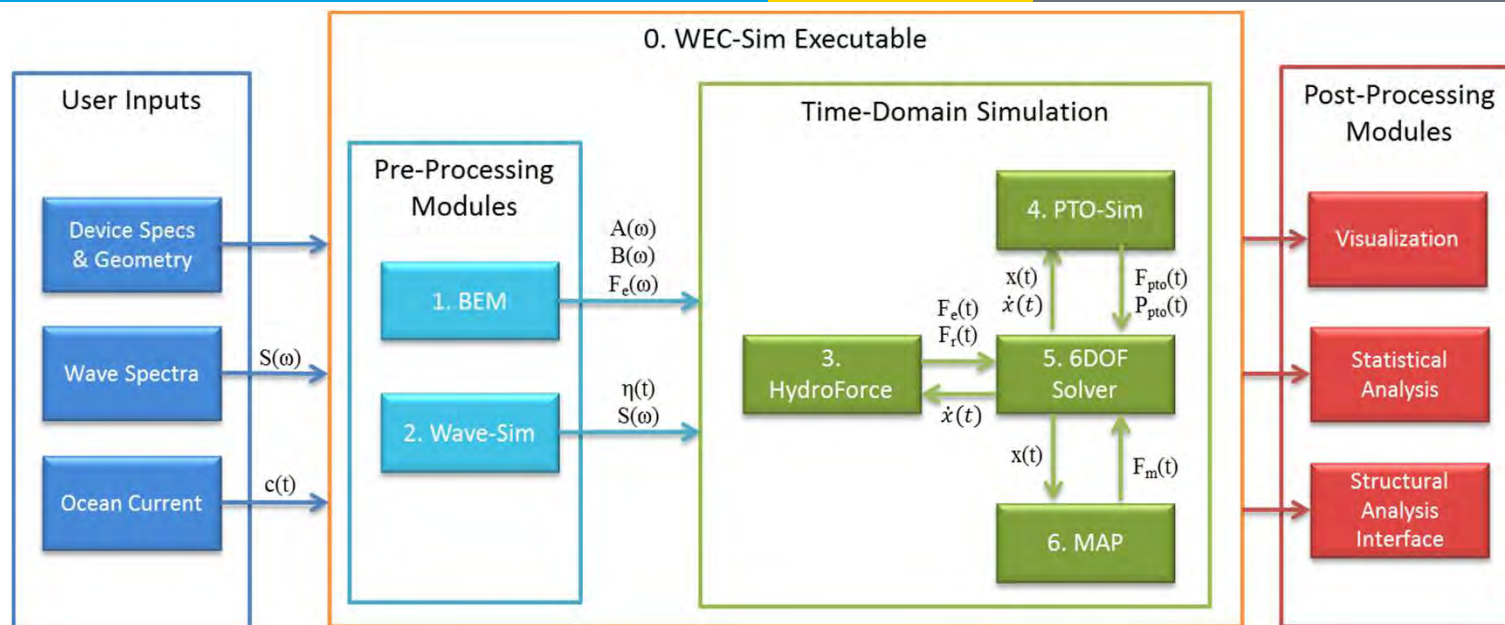 0. WEC-Sim Executable
User Inputs
Device Specs
& Geometry
Wave Spectra
S(ω)
Ocean Current
c(t)
Pre-Processing
Modules
1. BEM
A(ω)
B(ω)
Fₑ(ω)
2. Wave-Sim
η(t)
S(ω)
Time-Domain Simulation
4. PTO-Sim
x(t)
ẋ(t)
Fₚₜₒ(t)
Pₚₜₒ(t)
3.
HydroForce
Fₑ(t)
Fᵣ(t)
ẋ(t)
5. 6DOF
Solver
x(t)
Fₘ(t)
6. MAP
Post-Processing
Modules
Visualization
Statistical
Analysis
Structural
Analysis
Interface